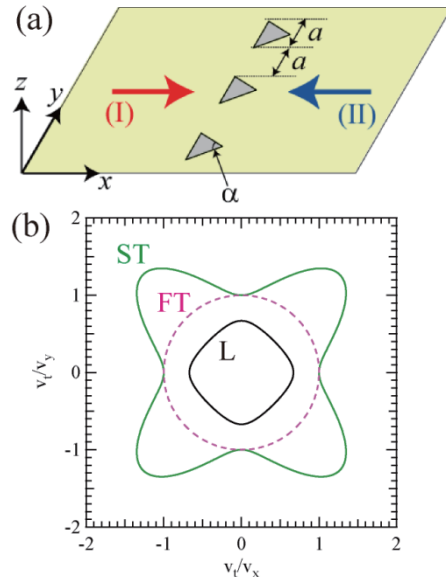 (a)
a
a
z
y
(I)
(II)
x
α
(b)
2
ST
1
FT
L
v_t/v_y
0
-1
-2
-2
-1
0
1
2
v_t/v_x